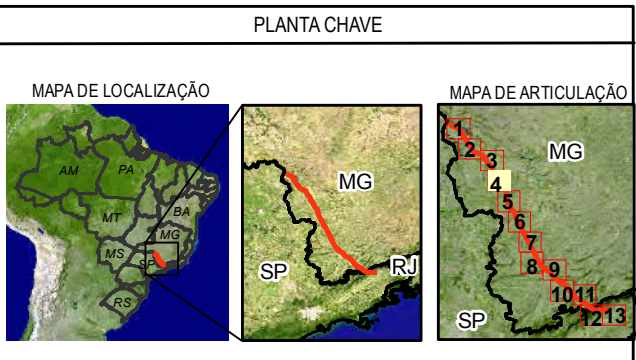 PLANTA CHAVE
MAPA DE LOCALIZAÇÃO
AM
PA
MT
BA
MG
MS
SP
RS
MG
SP
RJ
MAPA DE ARTICULAÇÃO
1
2
3
MG
4
5
6
7
8
9
10
11
12
13
SP